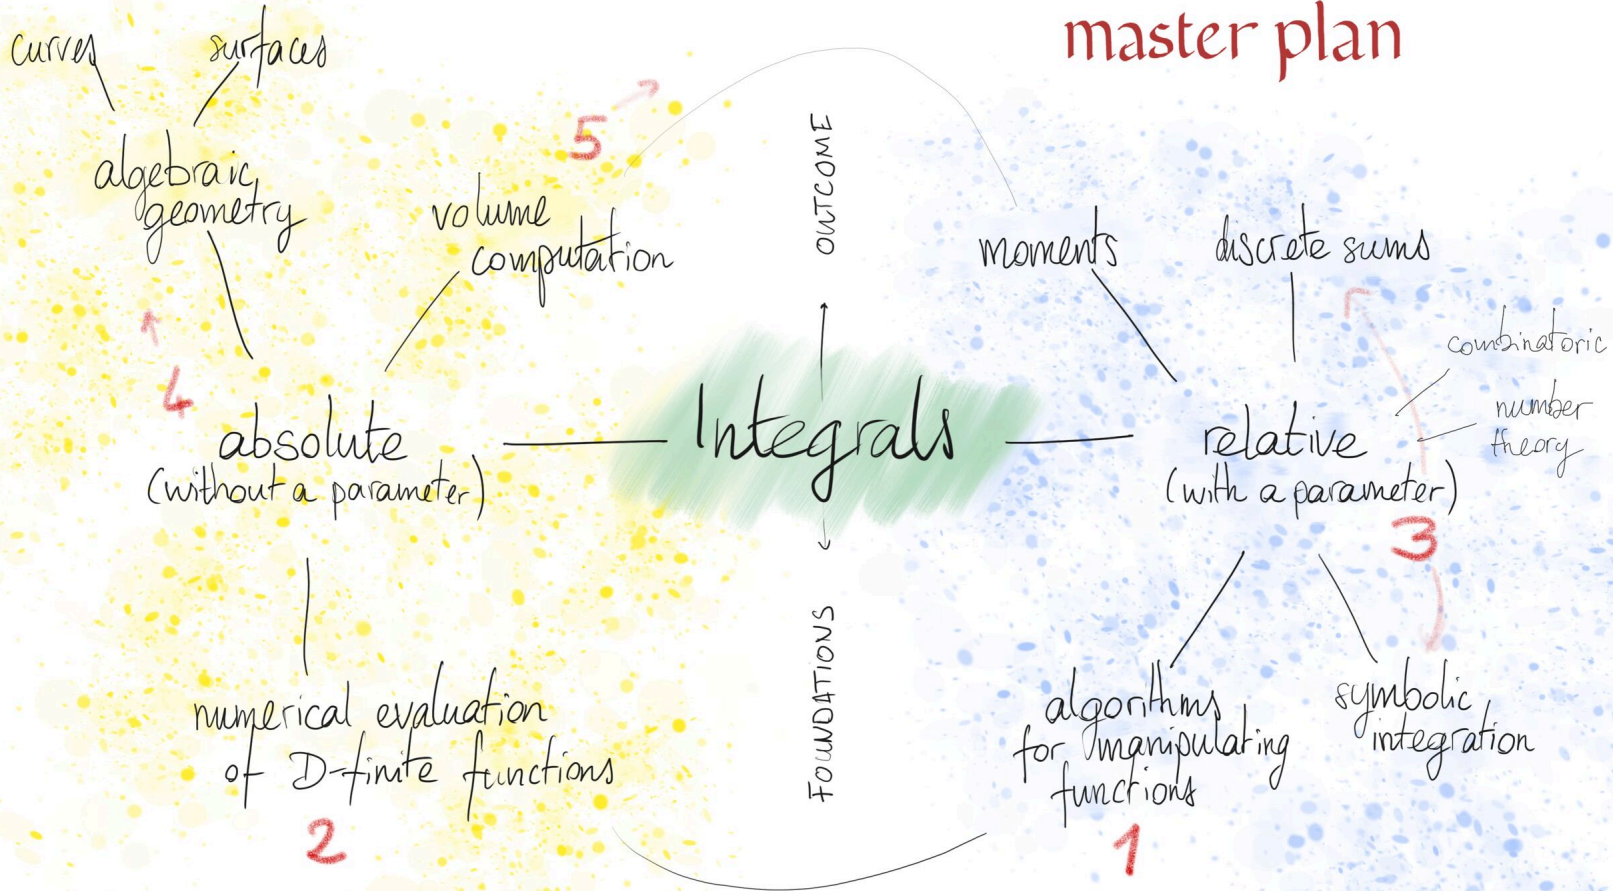 master plan
curves
surfaces
algebraic
geometry
5
volume
computation
OUTCOME
moments
discrete sums
combinatoric
number
theory
4
absolute
(without a parameter)
Integrals
relative
(with a parameter)
3
FOUNDATIONS
numerical evaluation
of D-finite functions
2
algorithms
for manipulating
functions
1
symbolic
integration